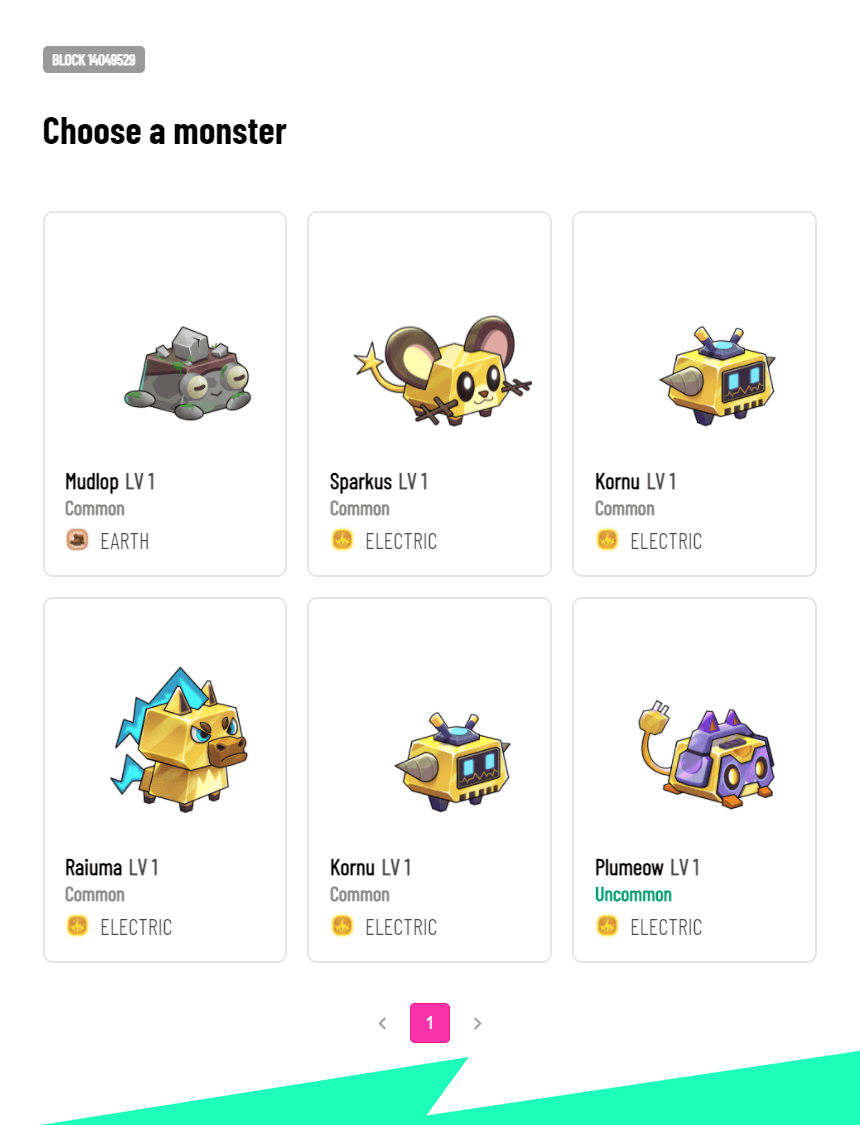 BLOCK 14049529
Choose a monster
Mudlop LV 1
Common
EARTH
Sparkus LV 1
Common
ELECTRIC
Kornu LV 1
Common
ELECTRIC
Raiuma LV 1
Common
ELECTRIC
Kornu LV 1
Common
ELECTRIC
Plumeow LV 1
Uncommon
ELECTRIC
1